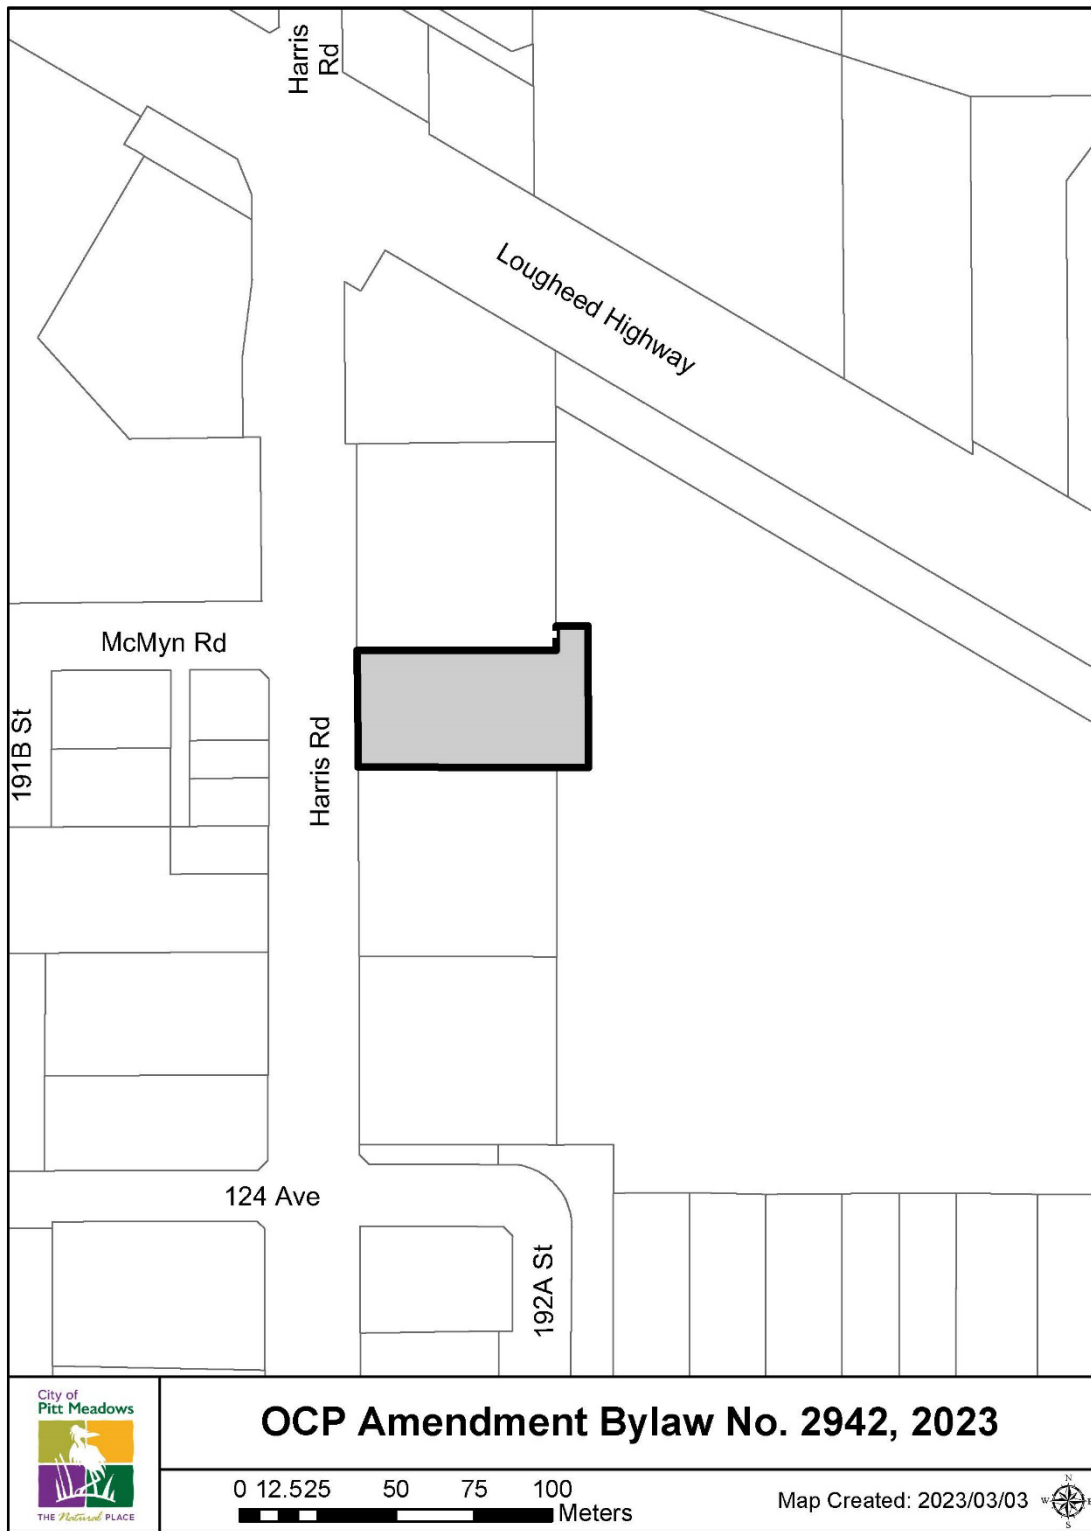 Harris
Rd
Lougheed Highway
McMyn Rd
191B St
Harris Rd
124 Ave
192A St
City of
Pitt Meadows
THE Natural PLACE
OCP Amendment Bylaw No. 2942, 2023
0 12.525 50 75 100
Meters
Map Created: 2023/03/03
N
W E
S